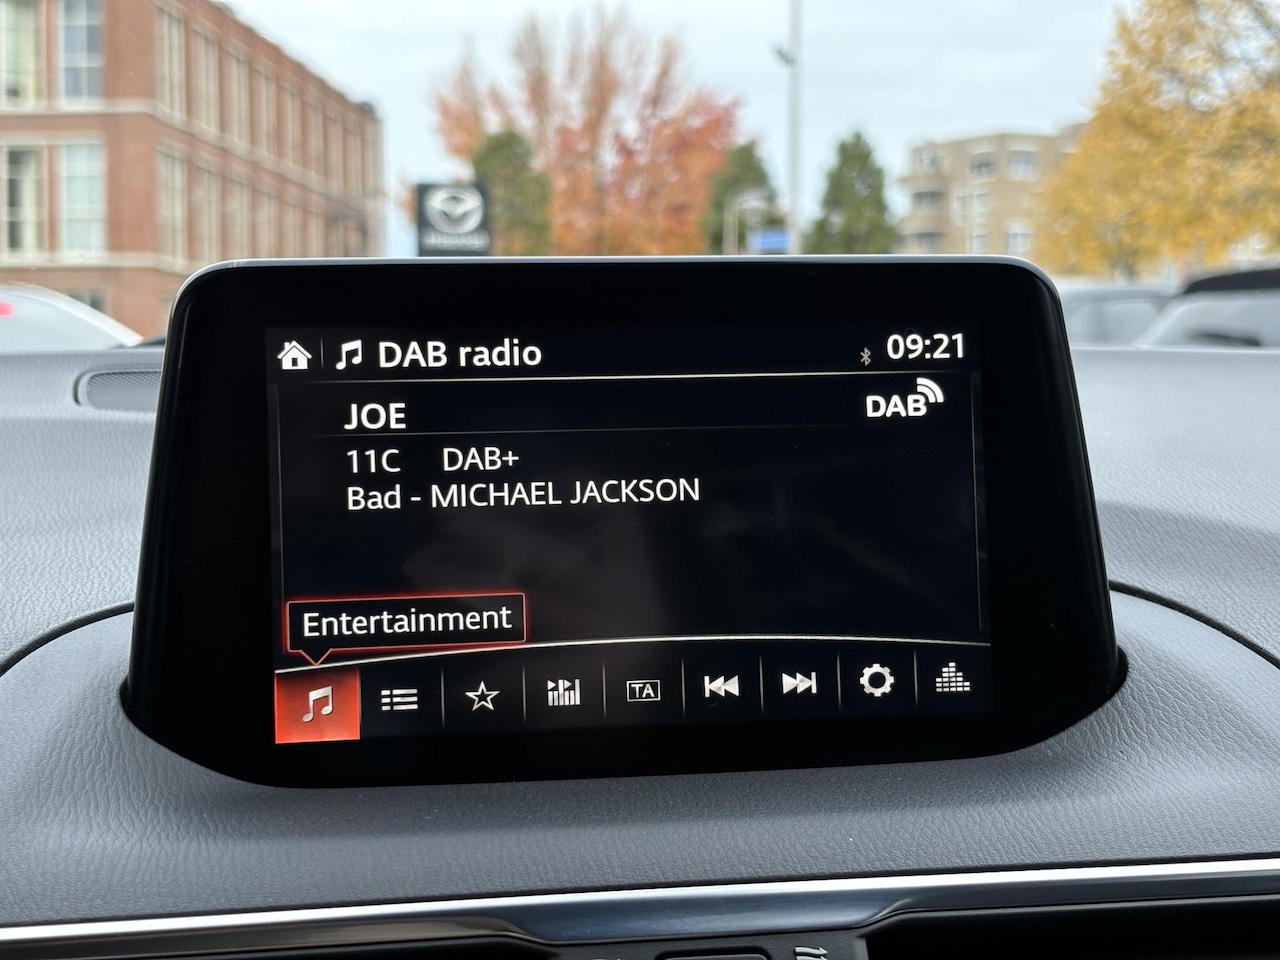 DAB radio 09:21
JOE DAB
11C DAB+
Bad - MICHAEL JACKSON
Entertainment
TA